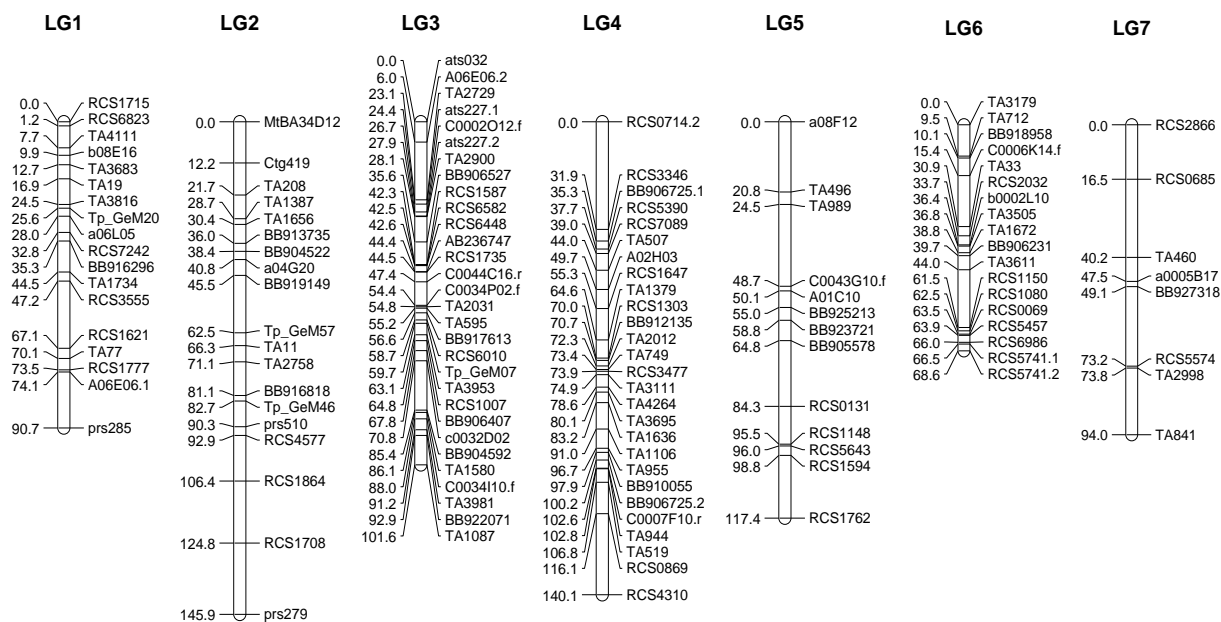 LG1
0.0 RCS1715
1.2 RCS6823
7.7 TA4111
9.9 b08E16
12.7 TA3683
16.9 TA19
24.5 TA3816
25.6 Tp_GeM20
28.0 a06L05
32.8 RCS7242
35.3 BB916296
44.5 TA1734
47.2 RCS3555
67.1 RCS1621
70.1 TA77
73.5 RCS1777
74.1 A06E06.1
90.7 prs285
LG2
0.0 MtBA34D12
12.2 Ctg419
21.7 TA208
28.7 TA1387
30.4 TA1656
36.0 BB913735
38.4 BB904522
40.8 a04G20
45.5 BB919149
62.5 Tp_GeM57
66.3 TA11
71.1 TA2758
81.1 BB916818
82.7 Tp_GeM46
90.3 prs510
92.9 RCS4577
106.4 RCS1864
124.8 RCS1708
145.9 prs279
LG3
0.0 ats032
6.0 A06E06.2
23.1 TA2729
24.4 ats227.1
26.7 C0002O12.f
27.9 ats227.2
28.1 TA2900
35.6 BB906527
42.3 RCS1587
42.5 RCS6582
42.6 RCS6448
44.4 AB236747
44.5 RCS1735
47.4 C0044C16.r
54.4 C0034P02.f
54.8 TA2031
55.2 TA595
56.6 BB917613
58.7 RCS6010
59.7 Tp_GeM07
63.1 TA3953
64.8 RCS1007
67.8 BB906407
70.8 c0032D02
85.4 BB904592
86.1 TA1580
88.0 C0034I10.f
91.2 TA3981
92.9 BB922071
101.6 TA1087
LG4
0.0 RCS0714.2
31.9 RCS3346
35.3 BB906725.1
37.7 RCS5390
39.0 RCS7089
44.0 TA507
49.7 A02H03
55.3 RCS1647
64.6 TA1379
70.0 RCS1303
70.7 BB912135
72.3 TA2012
73.4 TA749
73.9 RCS3477
74.9 TA3111
78.6 TA4264
80.1 TA3695
83.2 TA1636
91.0 TA1106
96.7 TA955
97.9 BB910055
100.2 BB906725.2
102.6 C0007F10.r
102.8 TA944
106.8 TA519
116.1 RCS0869
140.1 RCS4310
LG5
0.0 a08F12
20.8 TA496
24.5 TA989
48.7 C0043G10.f
50.1 A01C10
55.0 BB925213
58.8 BB923721
64.8 BB905578
84.3 RCS0131
95.5 RCS1148
96.0 RCS5643
98.8 RCS1594
117.4 RCS1762
LG6
0.0 TA3179
9.5 TA712
10.1 BB918958
15.4 C0006K14.f
30.9 TA33
33.7 RCS2032
36.4 b0002L10
36.8 TA3505
38.8 TA1672
39.7 BB906231
44.0 TA3611
61.5 RCS1150
62.5 RCS1080
63.5 RCS0069
63.9 RCS5457
66.0 RCS6986
66.5 RCS5741.1
68.6 RCS5741.2
LG7
0.0 RCS2866
16.5 RCS0685
40.2 TA460
47.5 a0005B17
49.1 BB927318
73.2 RCS5574
73.8 TA2998
94.0 TA841